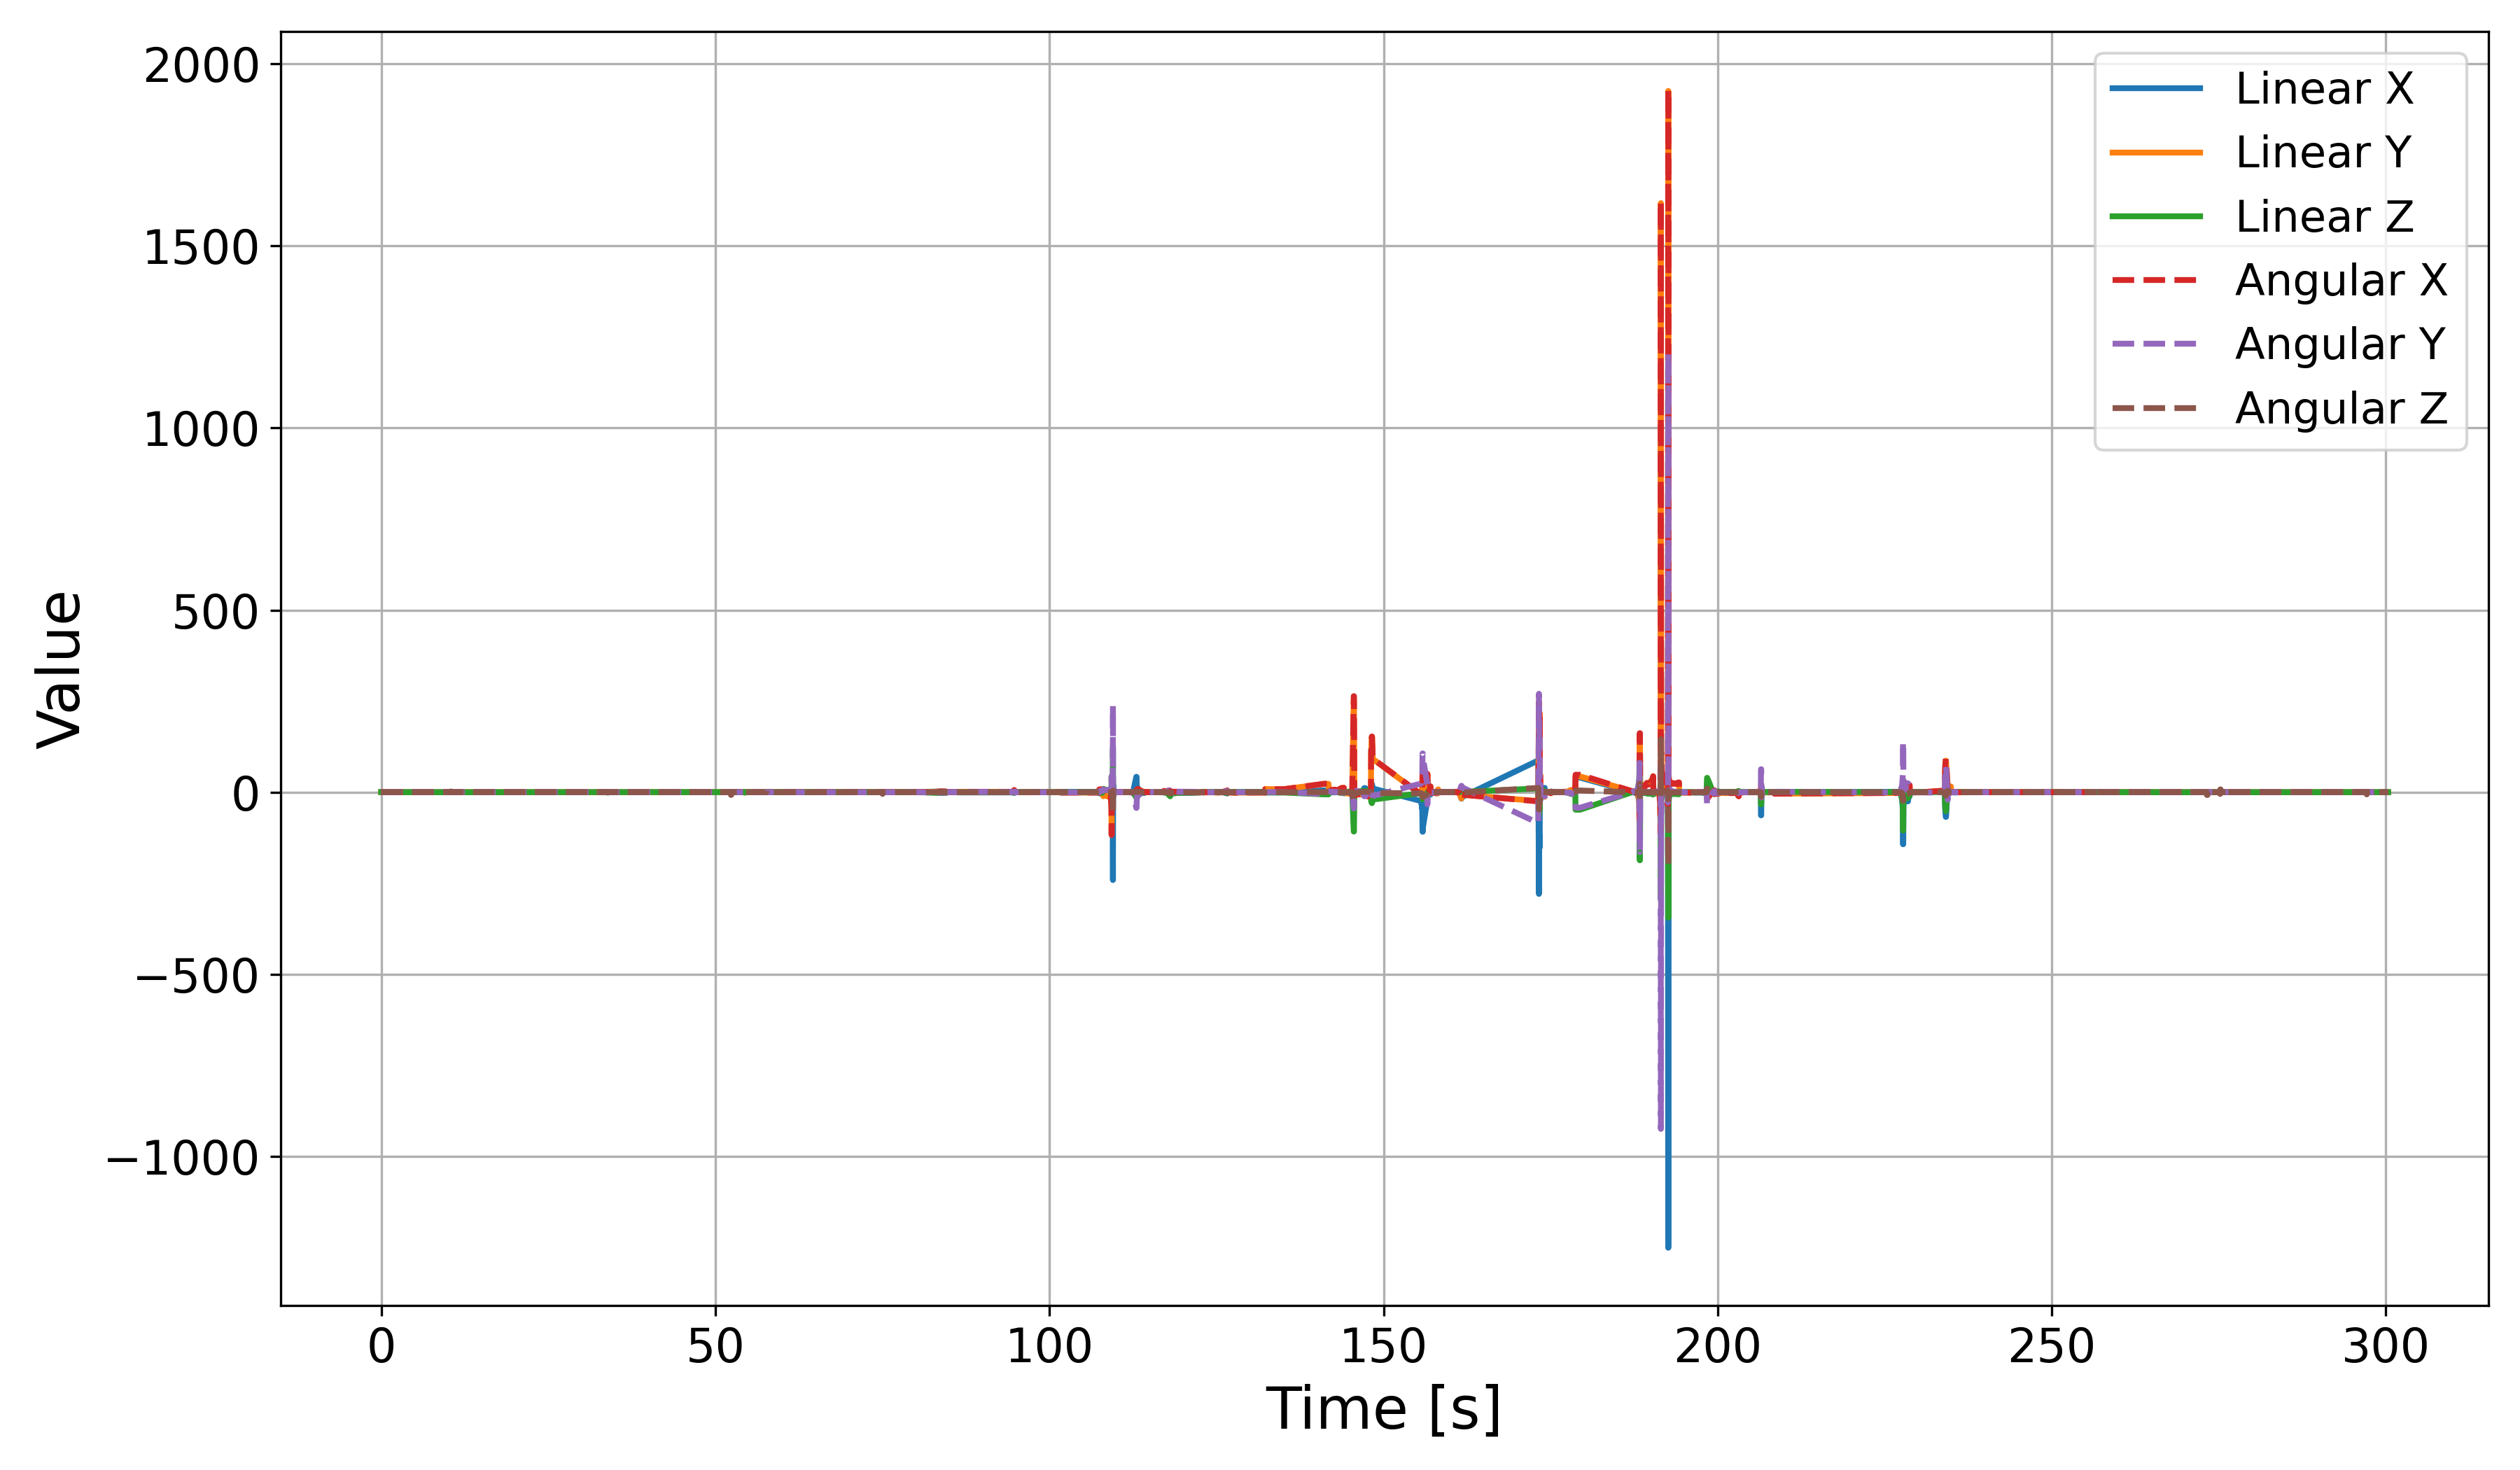 2000
1500
1000
500
0
−500
−1000
Value
0 50 100 150 200 250 300
Time [s]
Linear X
Linear Y
Linear Z
Angular X
Angular Y
Angular Z